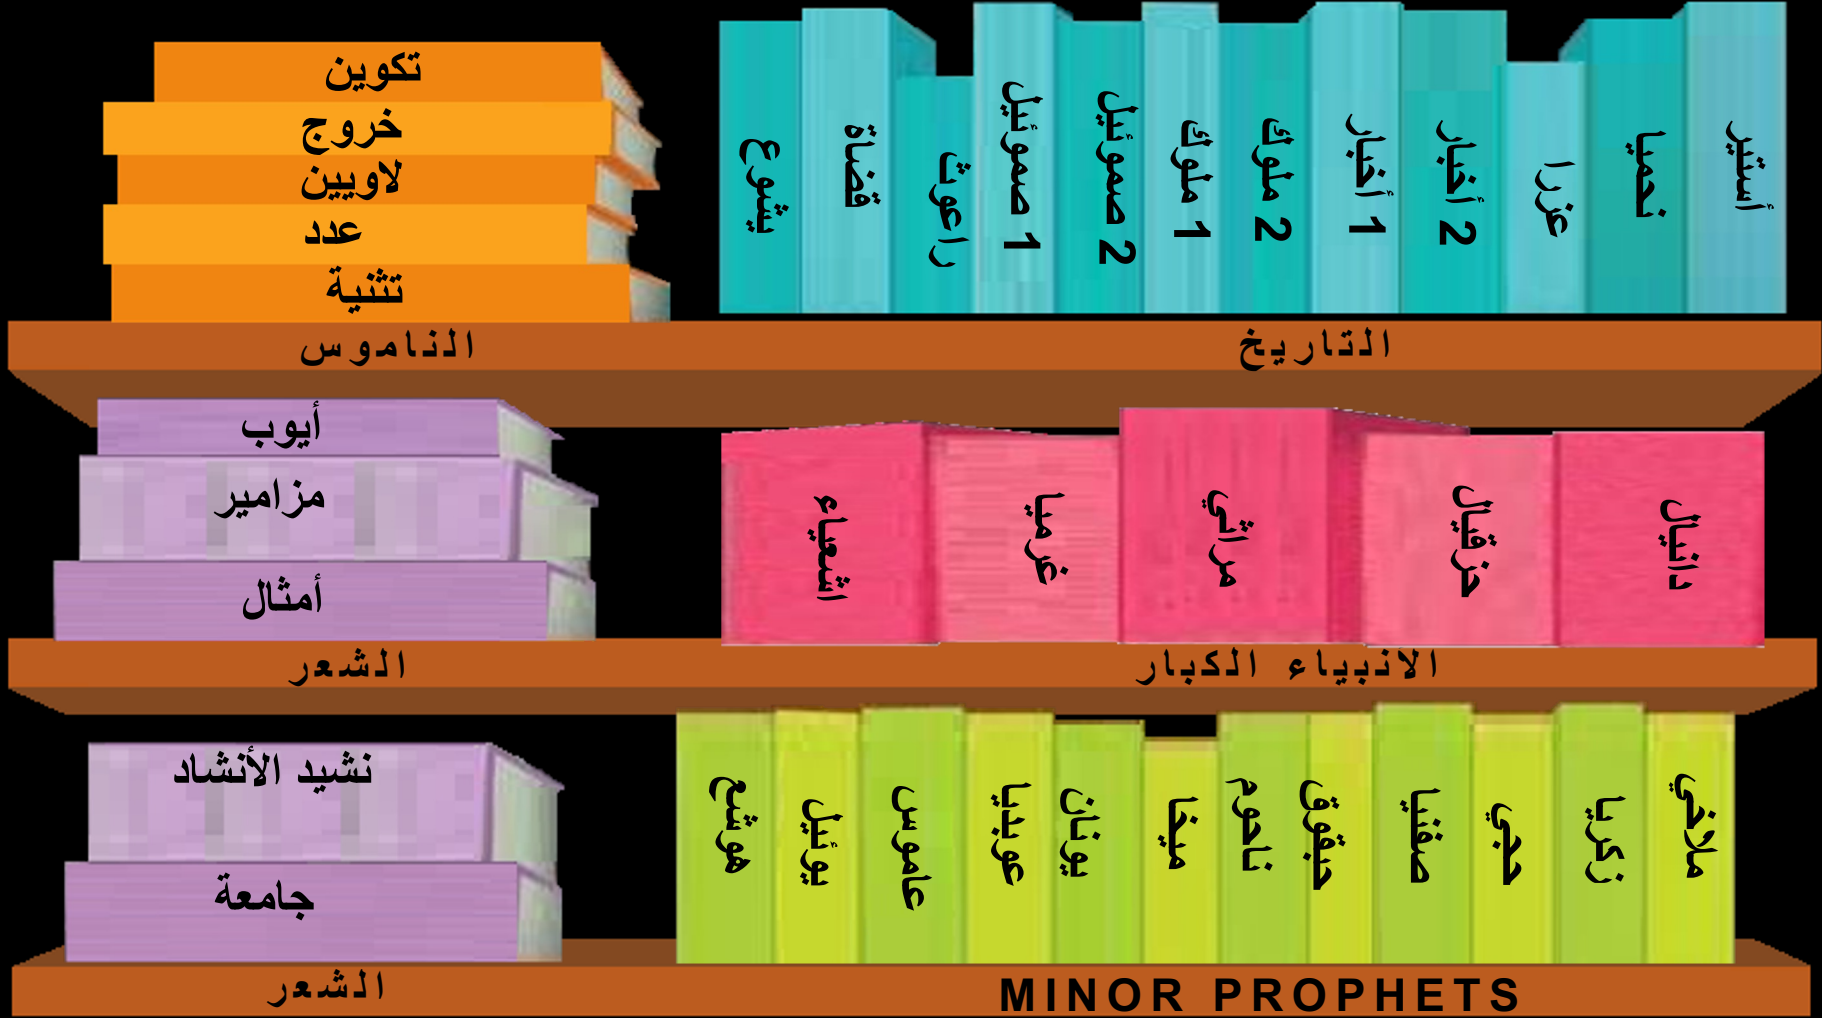 تكوين
خروج
لاويين
عدد
تثنية
الناموس
يشوع
قضاة
راعوث
1 صموئيل
2 صموئيل
1 ملوك
2 ملوك
1 أخبار
2 أخبار
عزرا
نحميا
أستير
التاريخ
أيوب
مزامير
أمثال
الشعر
اشعياء
غرميا
مراثي
حزقيال
دانيال
الانبياء الكبار
نشيد الأنشاد
جامعة
الشعر
هوشع
يوئيل
عاموس
عوبديا
يونان
ميخا
ناحوم
حبقوق
صفنيا
حجي
زكريا
ملاخي
MINOR PROPHETS